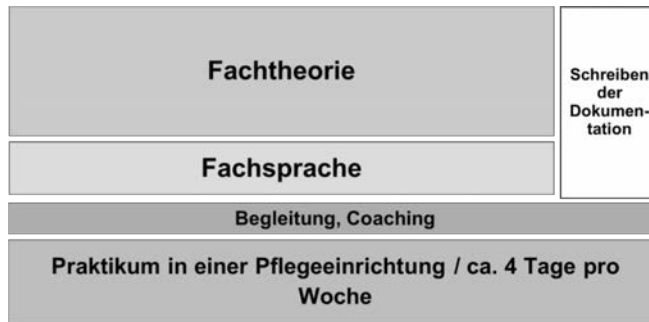 Fachtheorie
Schreiben
der
Dokumen-
tation
Fachsprache
Begleitung, Coaching
Praktikum in einer Pflegeeinrichtung / ca. 4 Tage pro
Woche